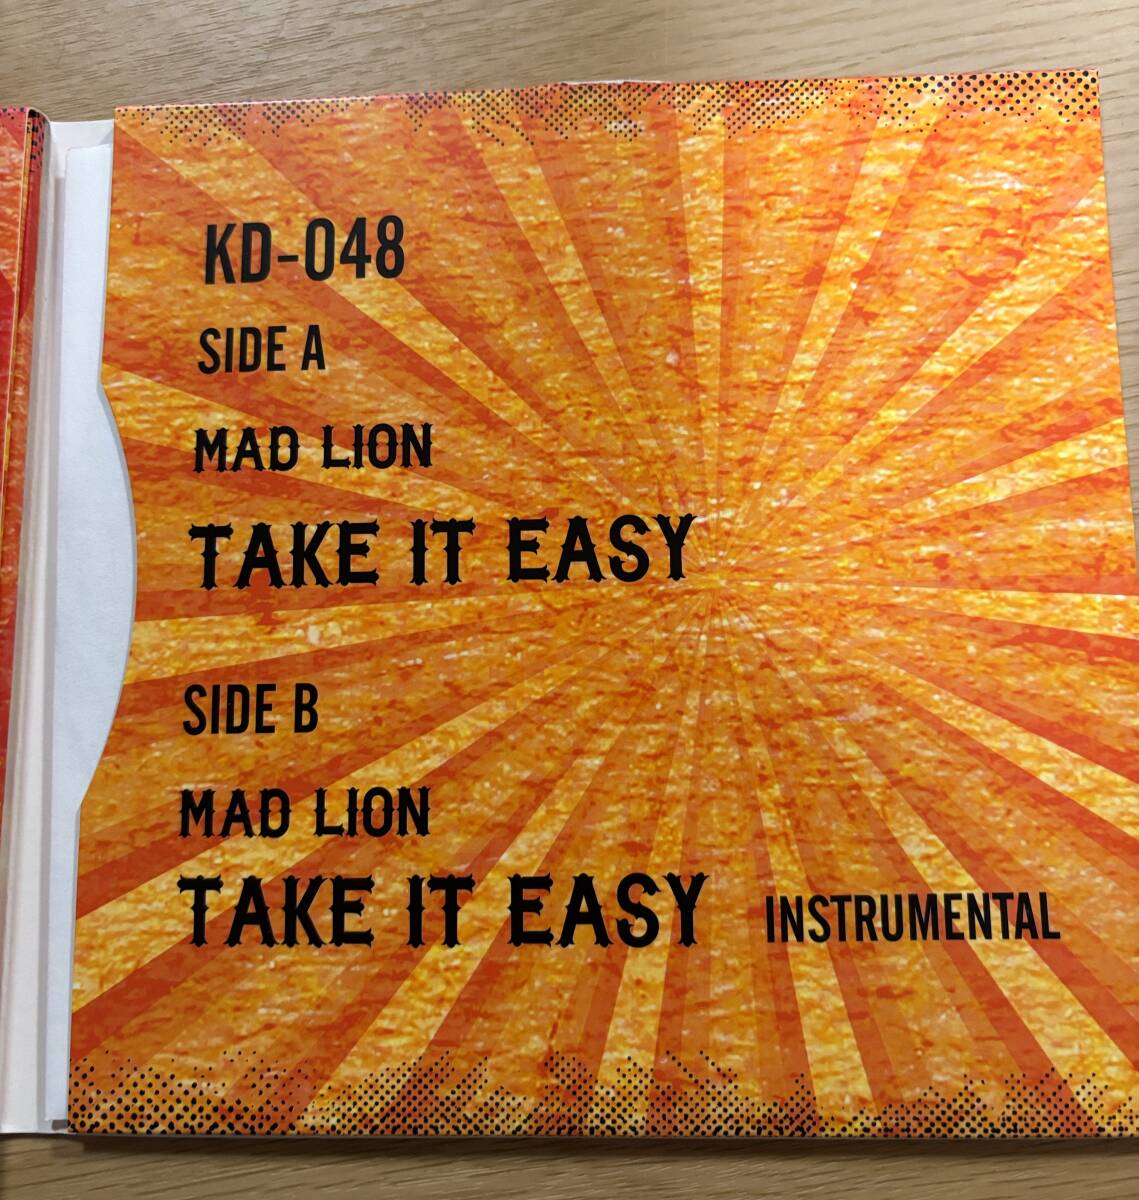 KD-048
SIDE A
MAD LION
TAKE IT EASY
SIDE B
MAD LION
TAKE IT EASY INSTRUMENTAL